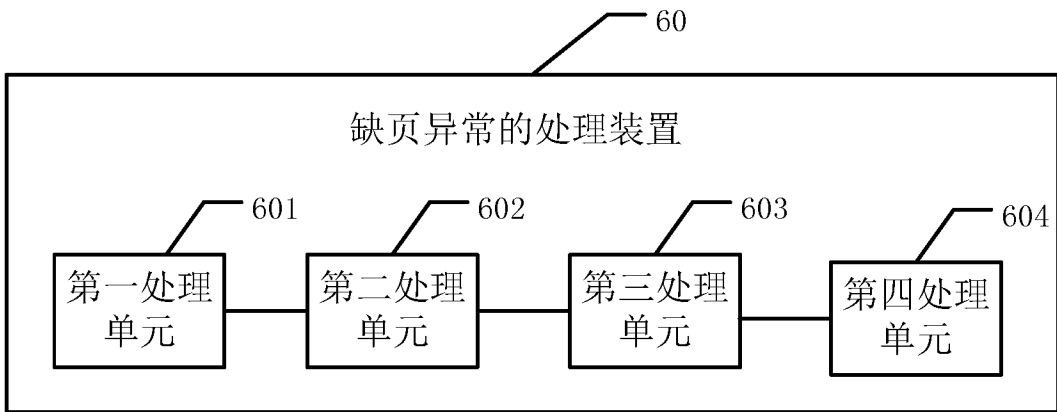 60
缺页异常的处理装置
601
602
603
604
第一处理
单元
第二处理
单元
第三处理
单元
第四处理
单元